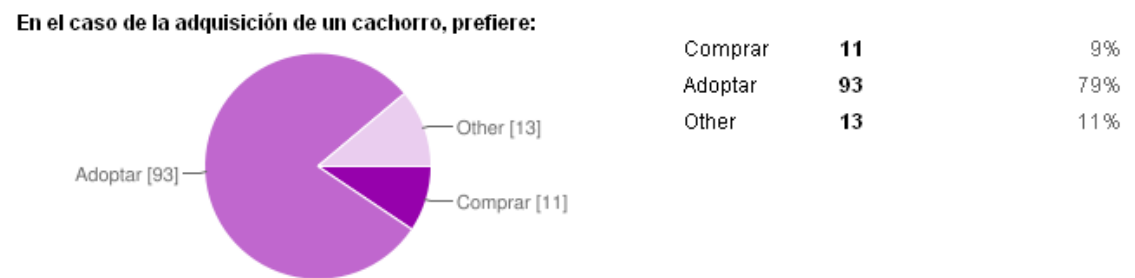 En el caso de la adquisición de un cachorro, prefiere:
Adoptar [93]
Other [13]
Comprar [11]
Comprar 11 9%
Adoptar 93 79%
Other 13 11%